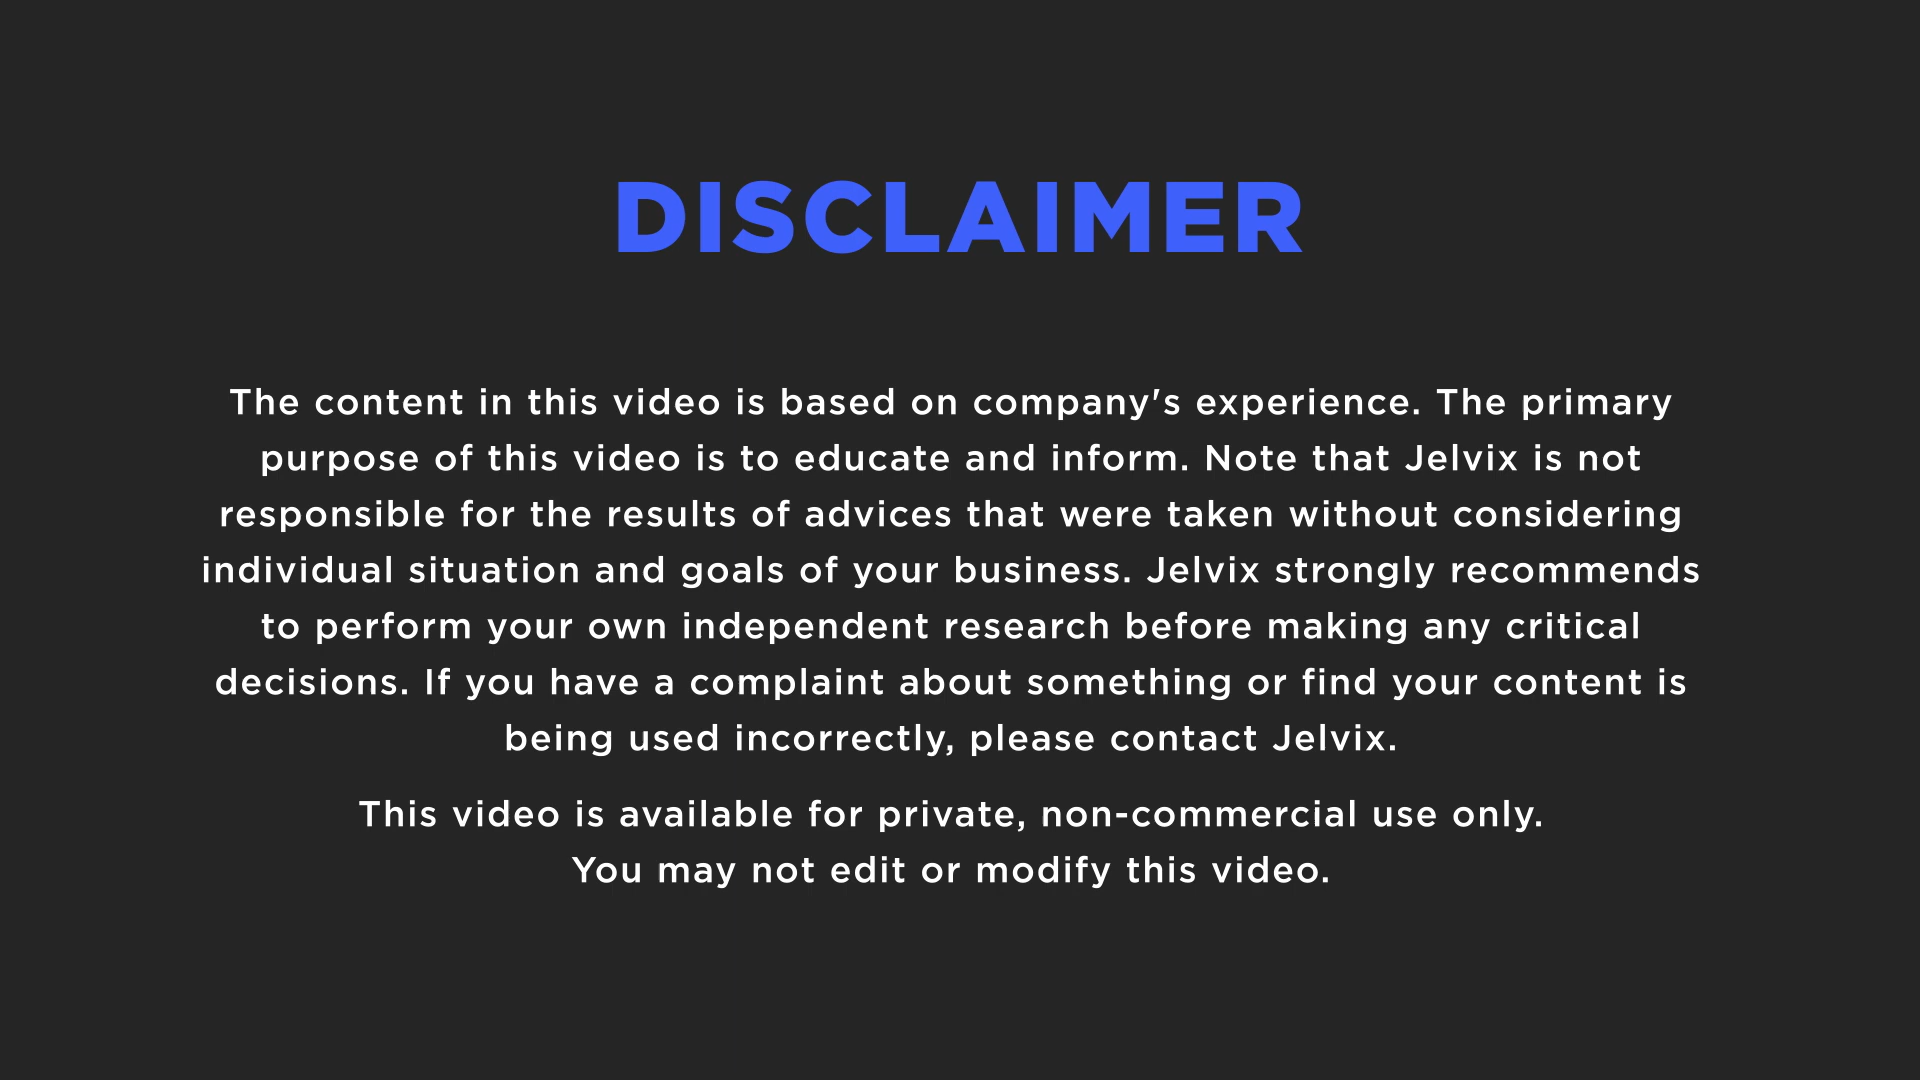 DISCLAIMER
The content in this video is based on company's experience. The primary
purpose of this video is to educate and inform. Note that Jelvix is not
responsible for the results of advices that were taken without considering
individual situation and goals of your business. Jelvix strongly recommends
to perform your own independent research before making any critical
decisions. If you have a complaint about something or find your content is
being used incorrectly, please contact Jelvix.
This video is available for private, non-commercial use only.
You may not edit or modify this video.